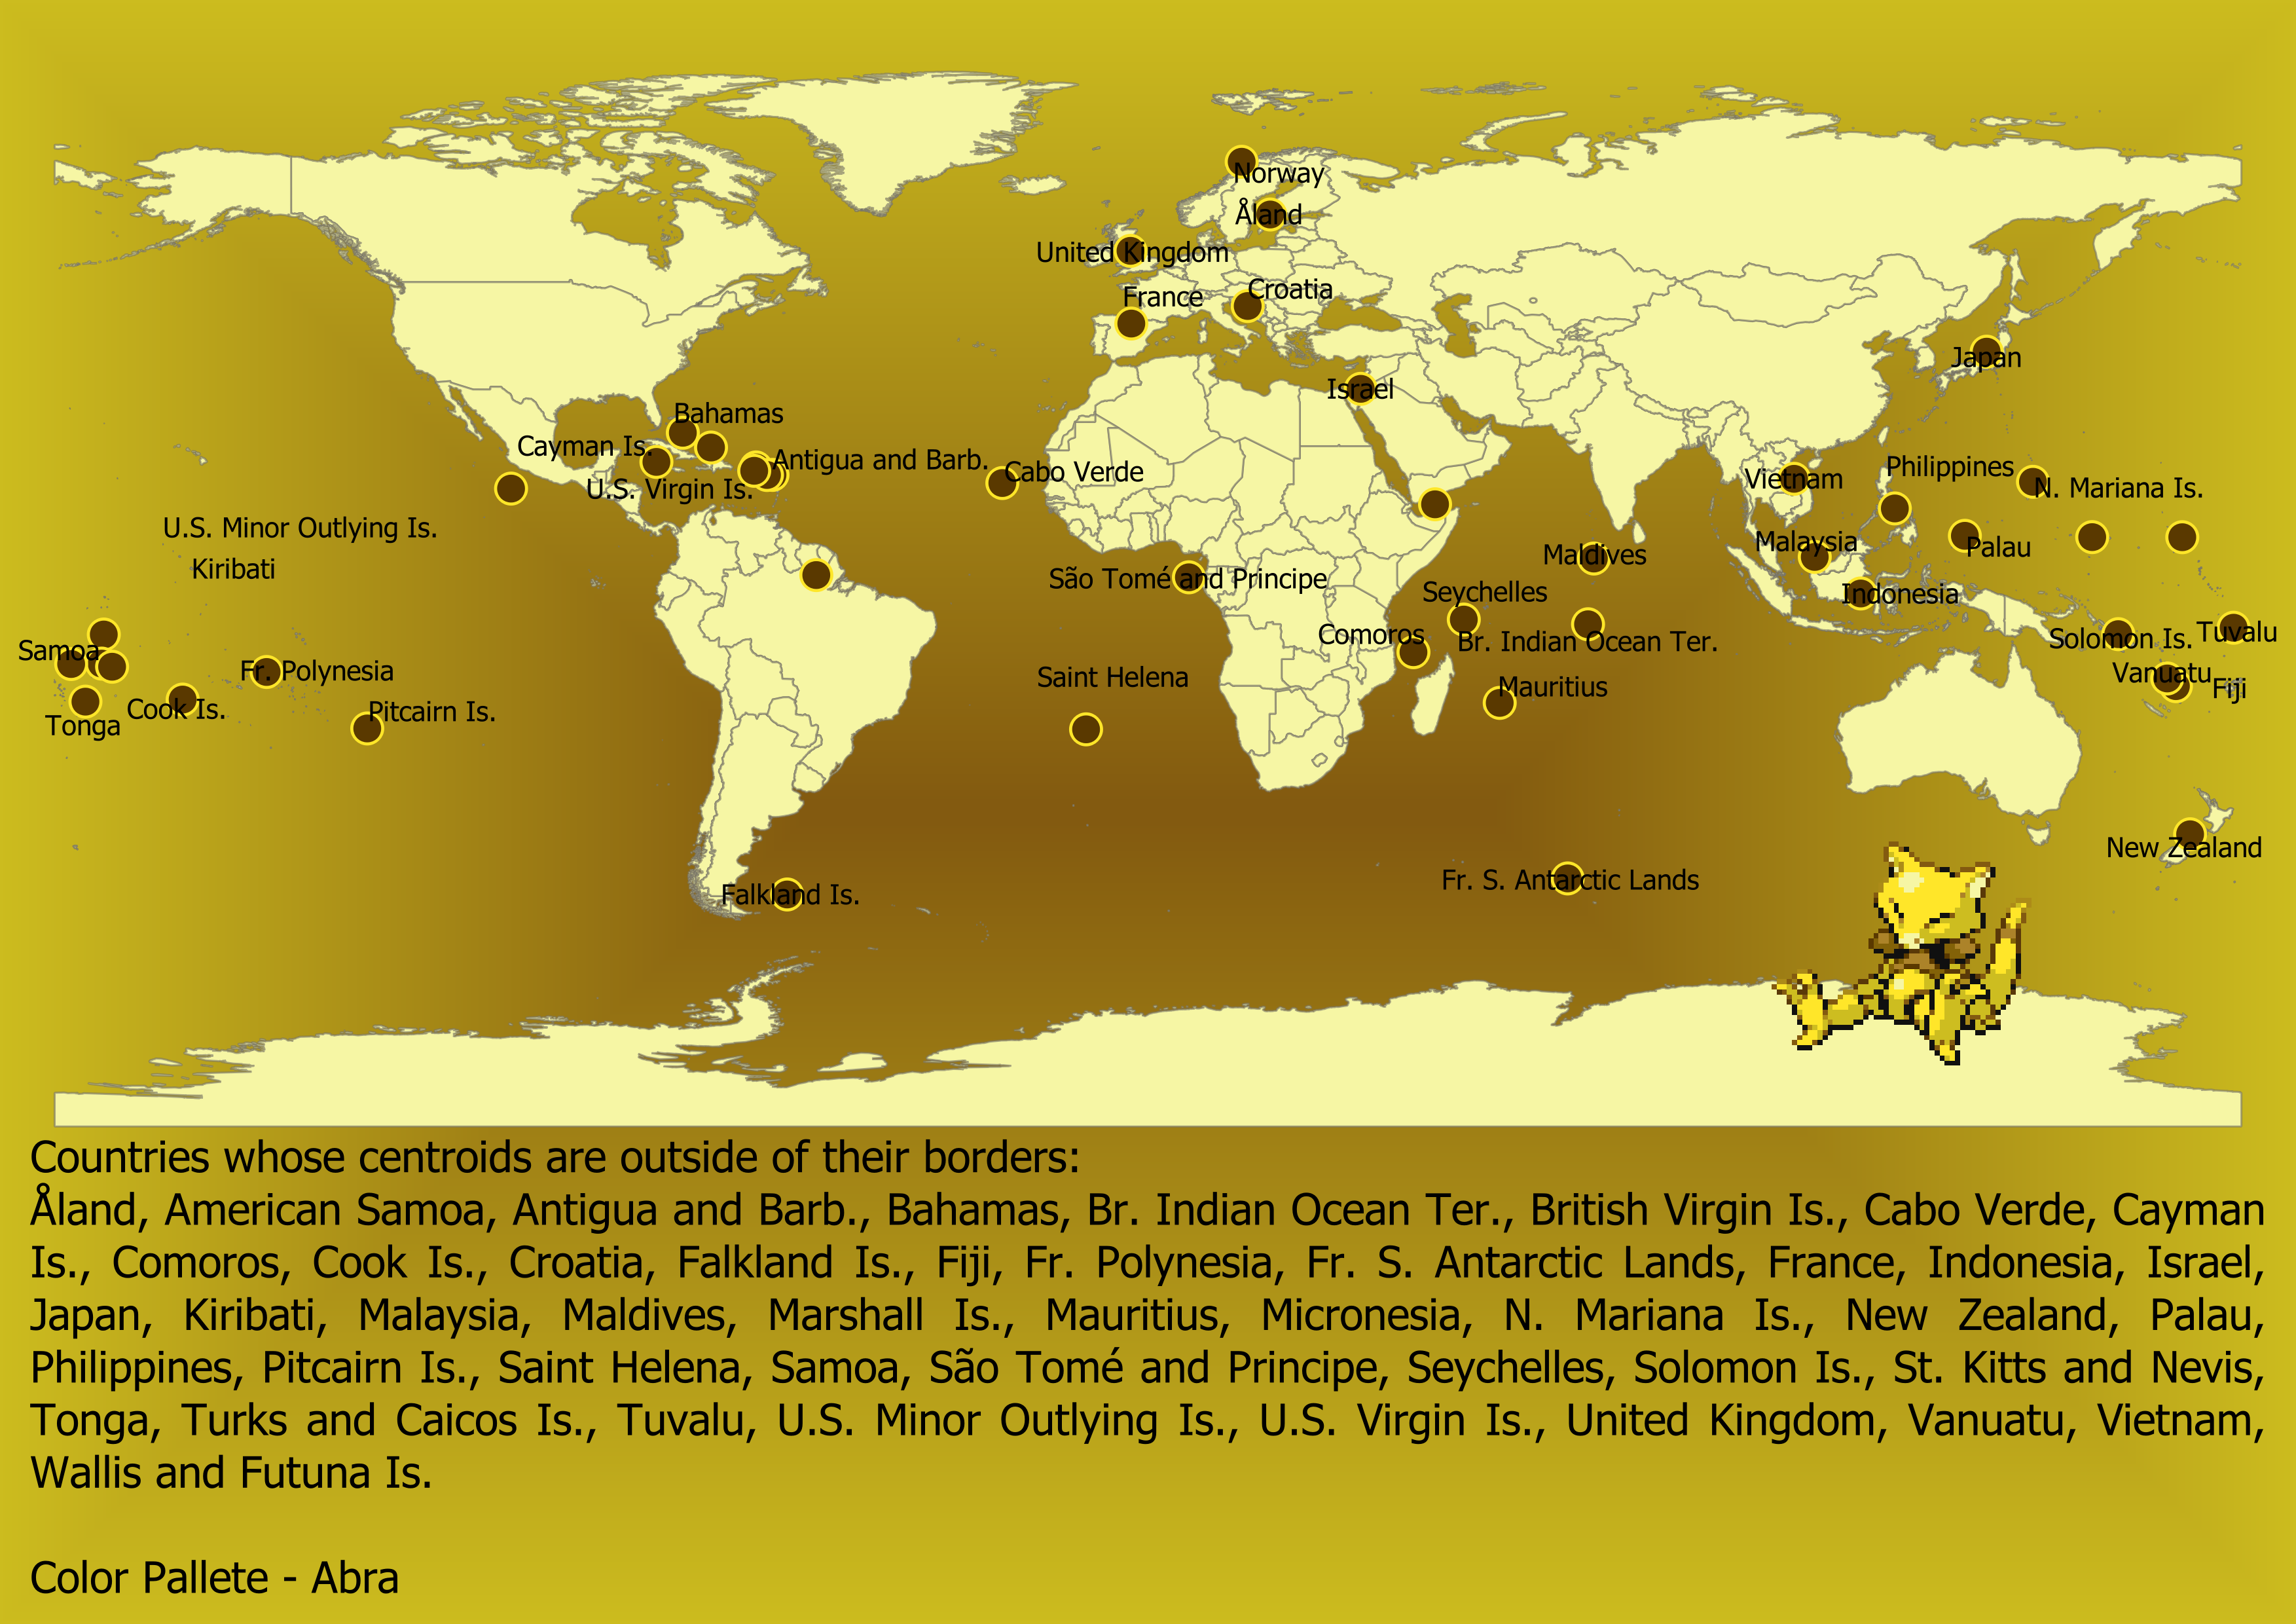 Norway
Åland
United Kingdom
Croatia
France
Japan
Israel
Bahamas
Cayman Is.
Antigua and Barb.
Cabo Verde
Philippines
Vietnam
U.S. Virgin Is.
N. Mariana Is.
U.S. Minor Outlying Is.
Malaysia
Palau
Maldives
Kiribati
São Tomé and Principe
Seychelles
Indonesia
Comoros
Br. Indian Ocean Ter.
Solomon Is.
Tuvalu
Samoa
Fr. Polynesia
Saint Helena
Vanuatu
Mauritius
Fiji
Cook Is.
Pitcairn Is.
Tonga
New Zealand
Fr. S. Antarctic Lands
Falkland Is.
Countries whose centroids are outside of their borders:
Åland, American Samoa, Antigua and Barb., Bahamas, Br. Indian Ocean Ter., British Virgin Is., Cabo Verde, Cayman
Is., Comoros, Cook Is., Croatia, Falkland Is., Fiji, Fr. Polynesia, Fr. S. Antarctic Lands, France, Indonesia, Israel,
Japan, Kiribati, Malaysia, Maldives, Marshall Is., Mauritius, Micronesia, N. Mariana Is., New Zealand, Palau,
Philippines, Pitcairn Is., Saint Helena, Samoa, São Tomé and Principe, Seychelles, Solomon Is., St. Kitts and Nevis,
Tonga, Turks and Caicos Is., Tuvalu, U.S. Minor Outlying Is., U.S. Virgin Is., United Kingdom, Vanuatu, Vietnam,
Wallis and Futuna Is.
Color Pallete - Abra